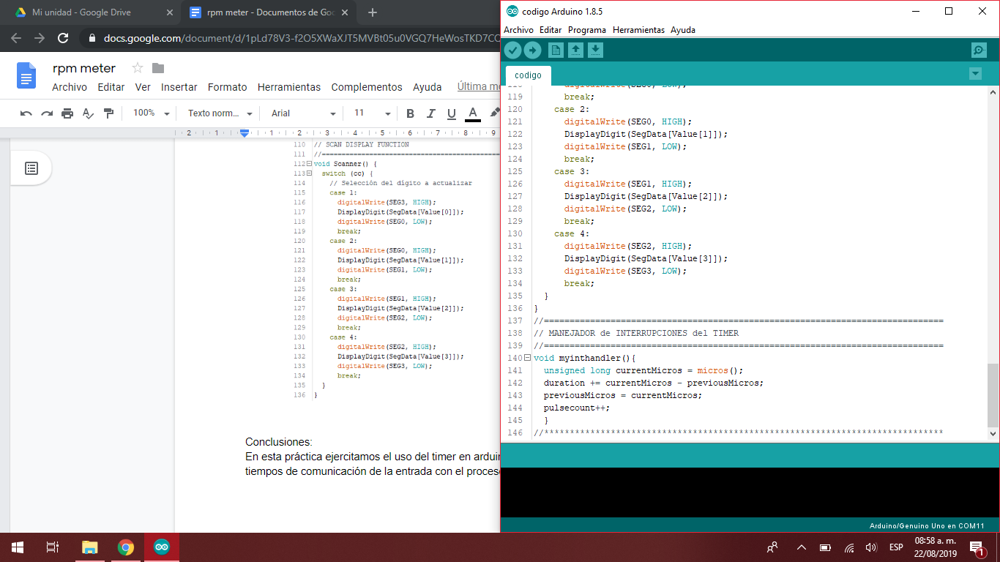 Mi unidad - Google Drive
rpm meter - Documentos de Goo
docs.google.com/document/d/1pLd78V3-f2O5XWaXJT5MVBt05u0VGQ7HeWosTKD7CC
rpm meter
Archivo Editar Ver Insertar Formato Herramientas Complementos Ayuda Última
100% Texto norm... Arial 11 B I U A
2 1 1 2 3 4 5 6 7 8 9
110 // SCAN DISPLAY FUNCTION
111 //==============================================
112 void Scanner() {
113 switch (cc) {
114 // Selección del dígito a actualizar
115 case 1:
116 digitalWrite(SEG3, HIGH);
117 DisplayDigit(SegData[Value[0]]);
118 digitalWrite(SEG0, LOW);
119 break;
120 case 2:
121 digitalWrite(SEG0, HIGH);
122 DisplayDigit(SegData[Value[1]]);
123 digitalWrite(SEG1, LOW);
124 break;
125 case 3:
126 digitalWrite(SEG1, HIGH);
127 DisplayDigit(SegData[Value[2]]);
128 digitalWrite(SEG2, LOW);
129 break;
130 case 4:
131 digitalWrite(SEG2, HIGH);
132 DisplayDigit(SegData[Value[3]]);
133 digitalWrite(SEG3, LOW);
134 break;
135 }
136 }
Conclusiones:
En esta práctica ejercitamos el uso del timer en arduin
tiempos de comunicación de la entrada con el proces
codigo Arduino 1.8.5
Archivo Editar Programa Herramientas Ayuda
codigo
118 digitalWrite(SEG0, LOW);
119 break;
120 case 2:
121 digitalWrite(SEG0, HIGH);
122 DisplayDigit(SegData[Value[1]]);
123 digitalWrite(SEG1, LOW);
124 break;
125 case 3:
126 digitalWrite(SEG1, HIGH);
127 DisplayDigit(SegData[Value[2]]);
128 digitalWrite(SEG2, LOW);
129 break;
130 case 4:
131 digitalWrite(SEG2, HIGH);
132 DisplayDigit(SegData[Value[3]]);
133 digitalWrite(SEG3, LOW);
134 break;
135 }
136 }
137 //==============================================================================
138 // MANEJADOR de INTERRUPCIONES del TIMER
139 //==============================================================================
140 void myinthandler(){
141 unsigned long currentMicros = micros();
142 duration += currentMicros - previousMicros;
143 previousMicros = currentMicros;
144 pulsecount++;
145 }
146 //******************************************************************************
Arduino/Genuino Uno en COM11
ESP
08:58 a. m.
22/08/2019
1